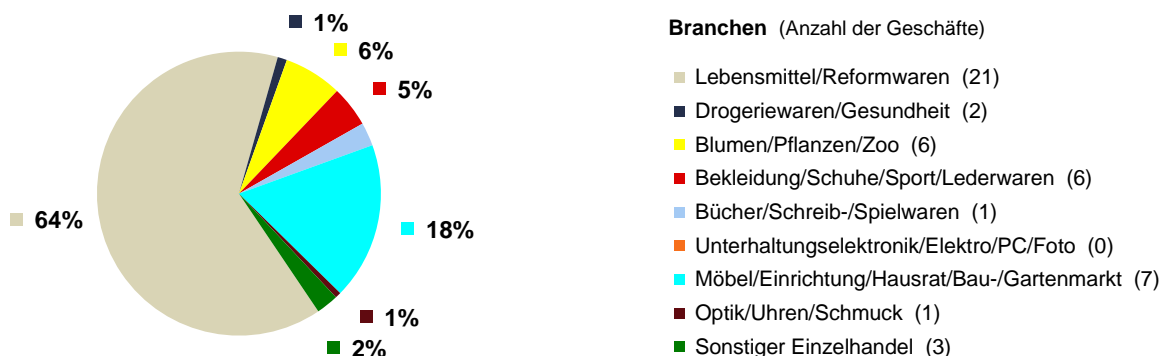 1%
6%
5%
64%
18%
1%
2%
Branchen (Anzahl der Geschäfte)
Lebensmittel/Reformwaren (21)
Drogeriewaren/Gesundheit (2)
Blumen/Pflanzen/Zoo (6)
Bekleidung/Schuhe/Sport/Lederwaren (6)
Bücher/Schreib-/Spielwaren (1)
Unterhaltungselektronik/Elektro/PC/Foto (0)
Möbel/Einrichtung/Hausrat/Bau-/Gartenmarkt (7)
Optik/Uhren/Schmuck (1)
Sonstiger Einzelhandel (3)